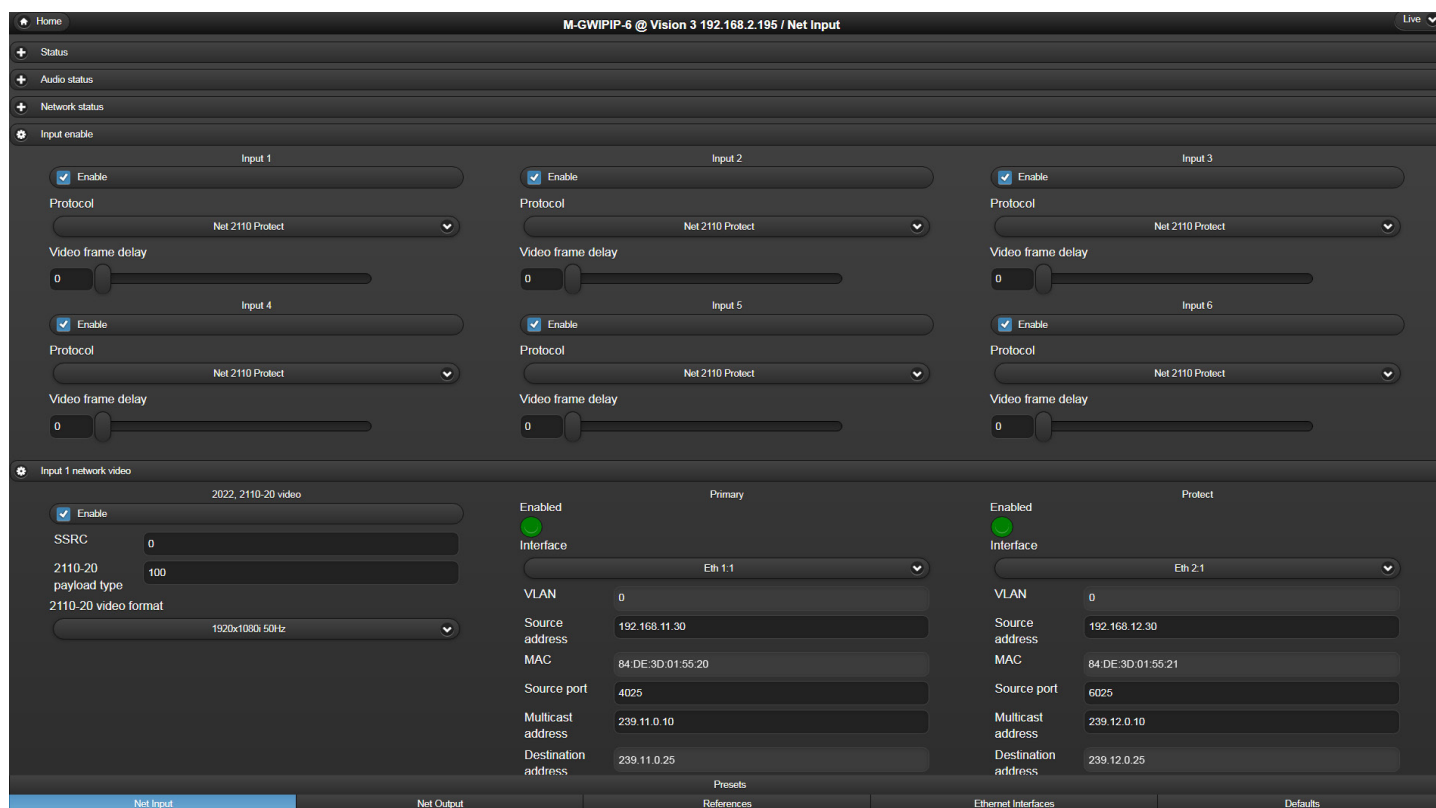 Home
M-GWIPIP-6 @ Vision 3 192.168.2.195 / Net Input
Live
Status
Audio status
Network status
Input enable
Input 1
Input 2
Input 3
Enable
Enable
Enable
Protocol
Protocol
Protocol
Net 2110 Protect
Net 2110 Protect
Net 2110 Protect
Video frame delay
Video frame delay
Video frame delay
0
0
0
Input 4
Input 5
Input 6
Enable
Enable
Enable
Protocol
Protocol
Protocol
Net 2110 Protect
Net 2110 Protect
Net 2110 Protect
Video frame delay
Video frame delay
Video frame delay
0
0
0
Input 1 network video
2022, 2110-20 video
Enable
SSRC
0
2110-20
payload type
100
2110-20 video format
1920x1080i 50Hz
Primary
Enabled
Interface
Eth 1:1
VLAN
0
Source
address
192.168.11.30
MAC
84:DE:3D:01:55:20
Source port
4025
Multicast
address
239.11.0.10
Destination
address
239.11.0.25
Protect
Enabled
Interface
Eth 2:1
VLAN
0
Source
address
192.168.12.30
MAC
84:DE:3D:01:55:21
Source port
6025
Multicast
address
239.12.0.10
Destination
address
239.12.0.25
Presets
Net Input
Net Output
References
Ethernet Interfaces
Defaults